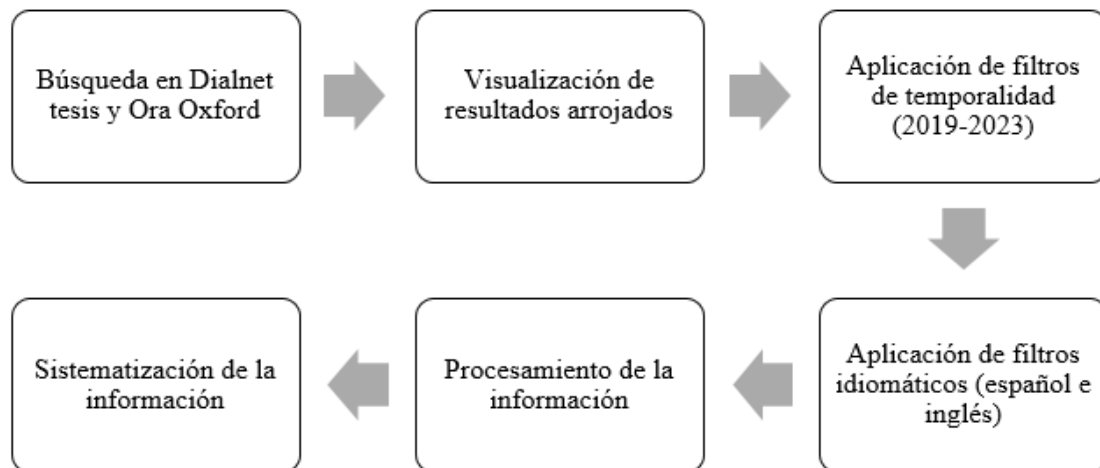 Búsqueda en Dialnet
tesis y Ora Oxford
Visualización de
resultados arrojados
Aplicación de filtros
de temporalidad
(2019-2023)
Aplicación de filtros
idiomáticos (español e
inglés)
Procesamiento de la
información
Sistematización de la
información